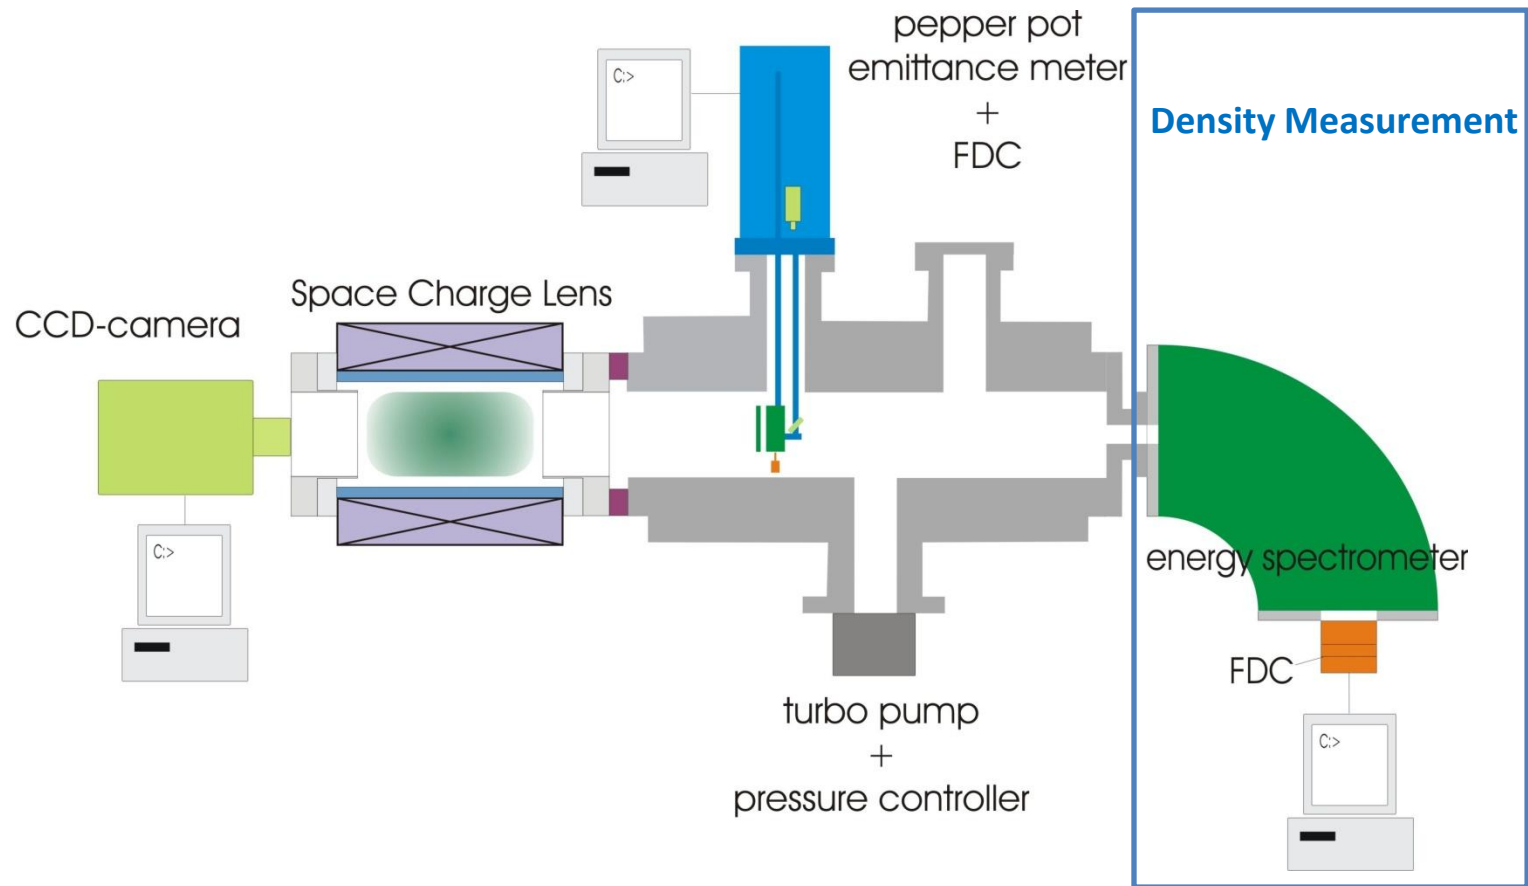 pepper pot
emittance meter
+
FDC
Density Measurement
C:>
Space Charge Lens
CCD-camera
C:>
energy spectrometer
FDC
turbo pump
+
pressure controller
C:>